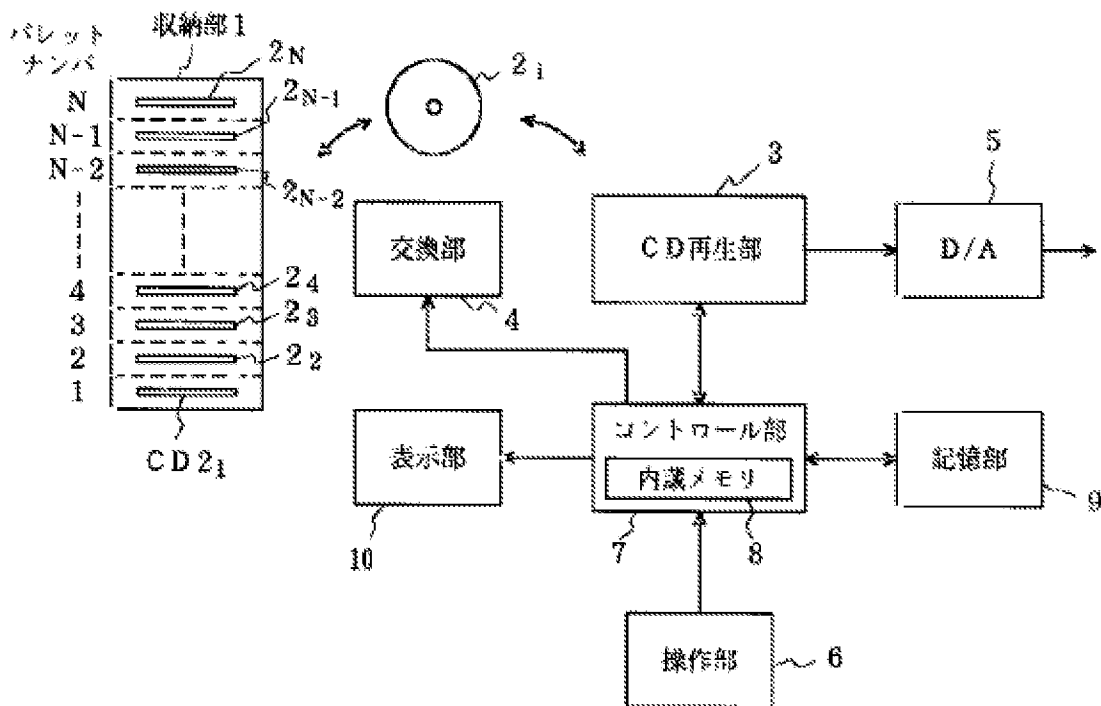 パレット
ナンバ
収納部1
2N
2i
N
2N-1
N-1
N-2
2N-2
3
5
交換部
CD再生部
D/A
4
24
4
23
3
22
2
1
CD21
表示部
コントロール部
内蔵メモリ
記憶部
10
7
8
9
操作部
6